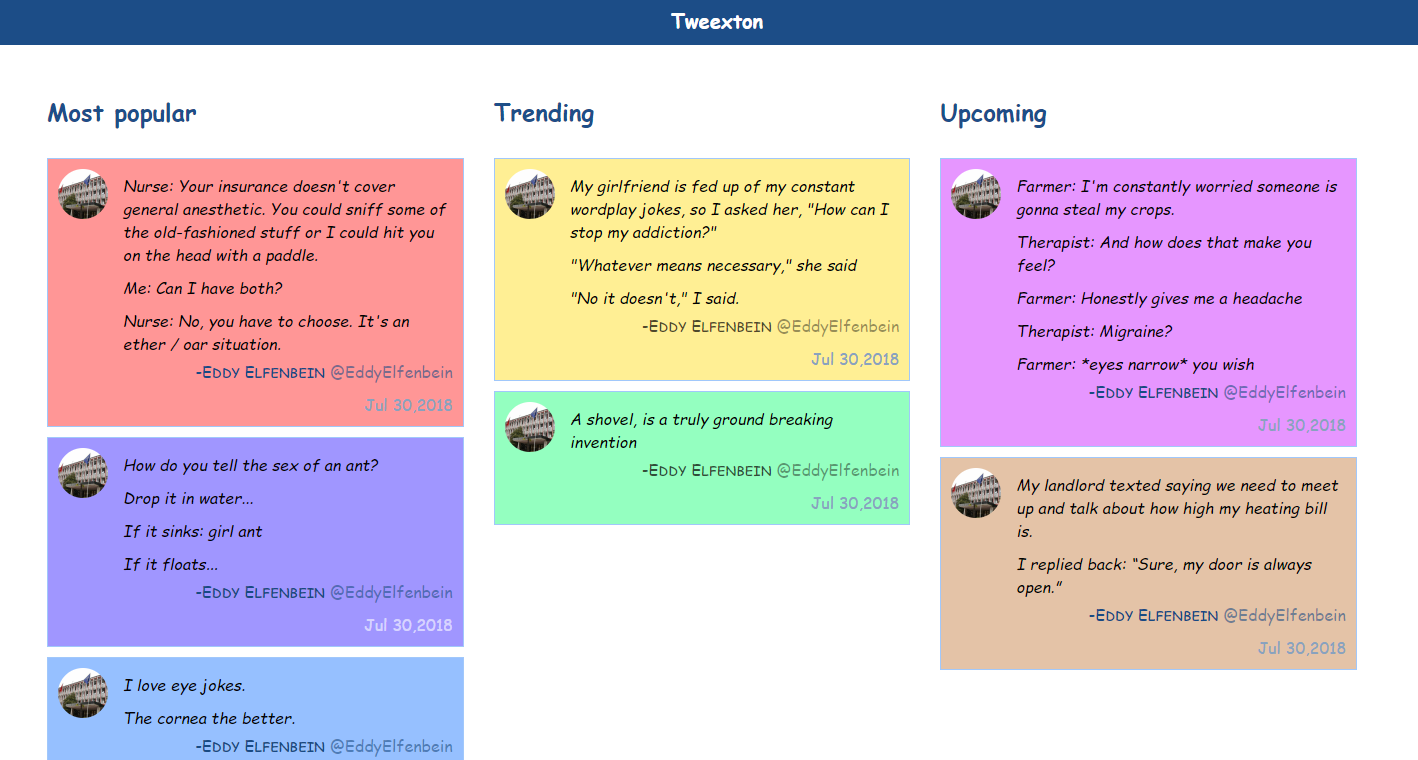 Tweexton
Most popular
Nurse: Your insurance doesn't cover
general anesthetic. You could sniff some of
the old-fashioned stuff or I could hit you
on the head with a paddle.
Me: Can I have both?
Nurse: No, you have to choose. It's an
ether / oar situation.
-Eddy Elfenbein @EddyElfenbein
Jul 30,2018
How do you tell the sex of an ant?
Drop it in water...
If it sinks: girl ant
If it floats...
-Eddy Elfenbein @EddyElfenbein
Jul 30,2018
I love eye jokes.
The cornea the better.
-Eddy Elfenbein @EddyElfenbein
Trending
My girlfriend is fed up of my constant
wordplay jokes, so I asked her, "How can I
stop my addiction?"
"Whatever means necessary," she said
"No it doesn't," I said.
-Eddy Elfenbein @EddyElfenbein
Jul 30,2018
A shovel, is a truly ground breaking
invention
-Eddy Elfenbein @EddyElfenbein
Jul 30,2018
Upcoming
Farmer: I'm constantly worried someone is
gonna steal my crops.
Therapist: And how does that make you
feel?
Farmer: Honestly gives me a headache
Therapist: Migraine?
Farmer: *eyes narrow* you wish
-Eddy Elfenbein @EddyElfenbein
Jul 30,2018
My landlord texted saying we need to meet
up and talk about how high my heating bill
is.
I replied back: “Sure, my door is always
open.”
-Eddy Elfenbein @EddyElfenbein
Jul 30,2018